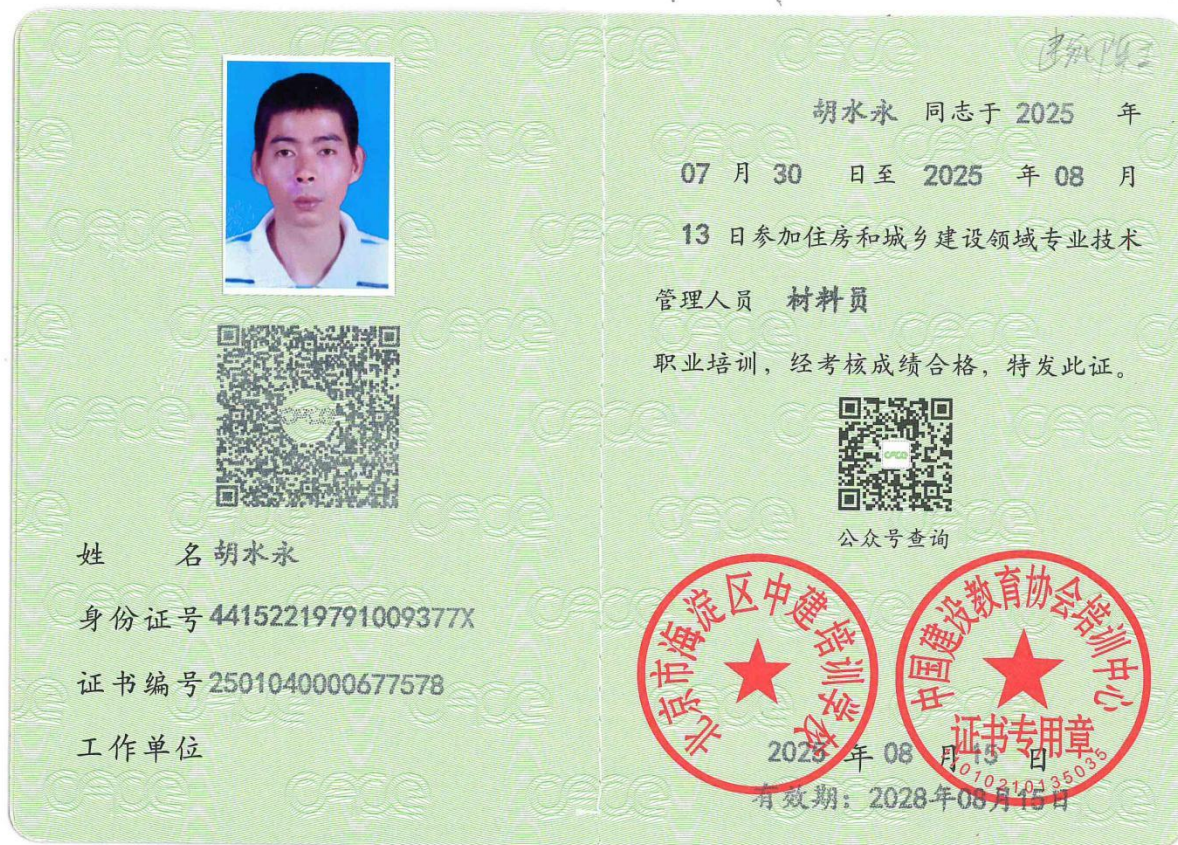 姓 名 胡水永
身份证号 44152219791009377X
证书编号 2501040000677578
工作单位
胡水永 同志于 2025 年
07 月 30 日至 2025 年 08 月
13 日参加住房和城乡建设领域专业技术
管理人员 材料员
职业培训，经考核成绩合格，特发此证。
cece
公众号查询
北京市海淀区中建培训学校
中国建设教育协会培训中心
证书专用章
11010210135035
2025 年 08 月 15 日
有效期：2028年08月15日